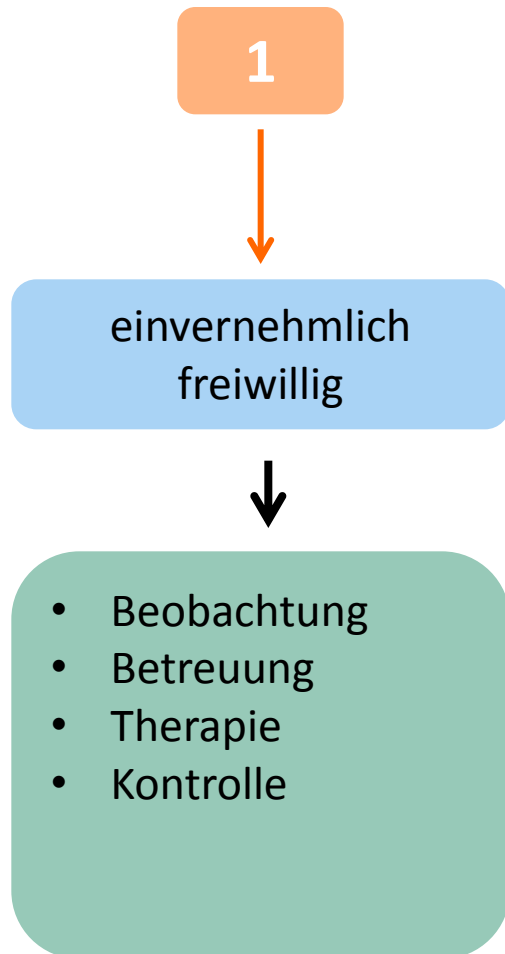 1
einvernehmlich
freiwillig
• Beobachtung
• Betreuung
• Therapie
• Kontrolle